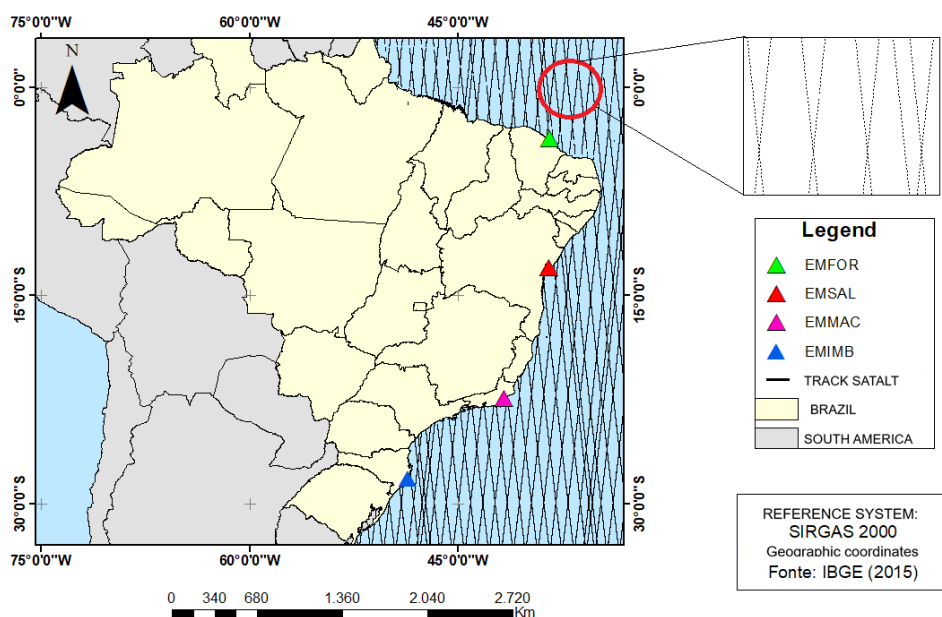 75°0'0"W
60°0'0"W
45°0'0"W
N
0°0'0"
0°0'0"
15°0'0"S
15°0'0"S
30°0'0"S
30°0'0"S
75°0'0"W
60°0'0"W
45°0'0"W
0 340 680 1.360 2.040 2.720
Km
Legend
EMFOR
EMSAL
EMMAC
EMIMB
TRACK SATALT
BRAZIL
SOUTH AMERICA
REFERENCE SYSTEM:
SIRGAS 2000
Geographic coordinates
Fonte: IBGE (2015)